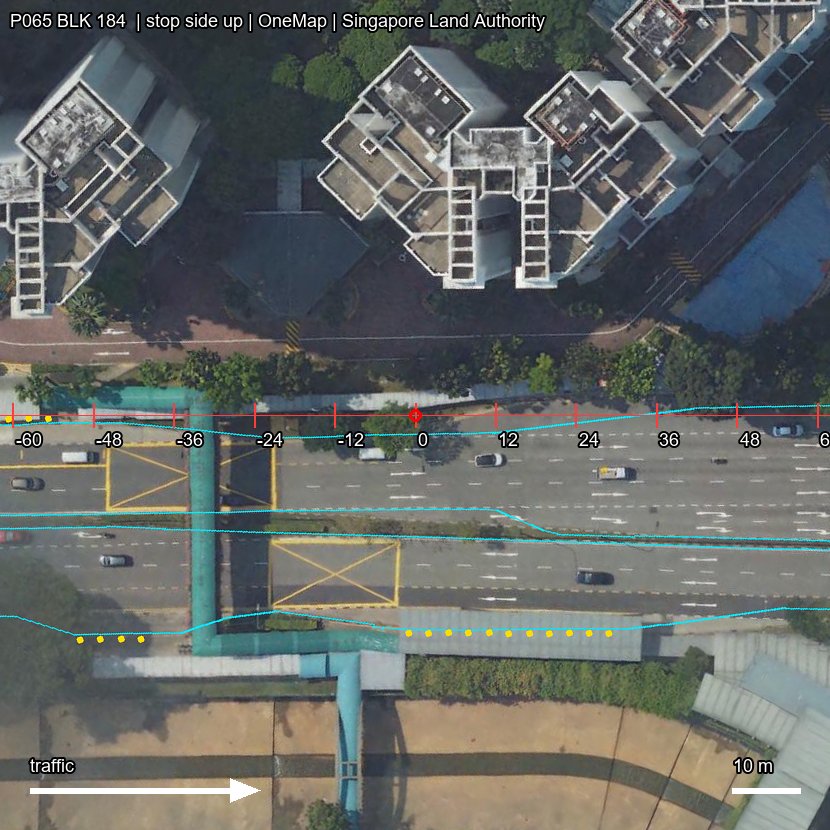 P065 BLK 184 | stop side up | OneMap | Singapore Land Authority
-60 -48 -36 -24 -12 0 12 24 36 48 6
traffic
10 m